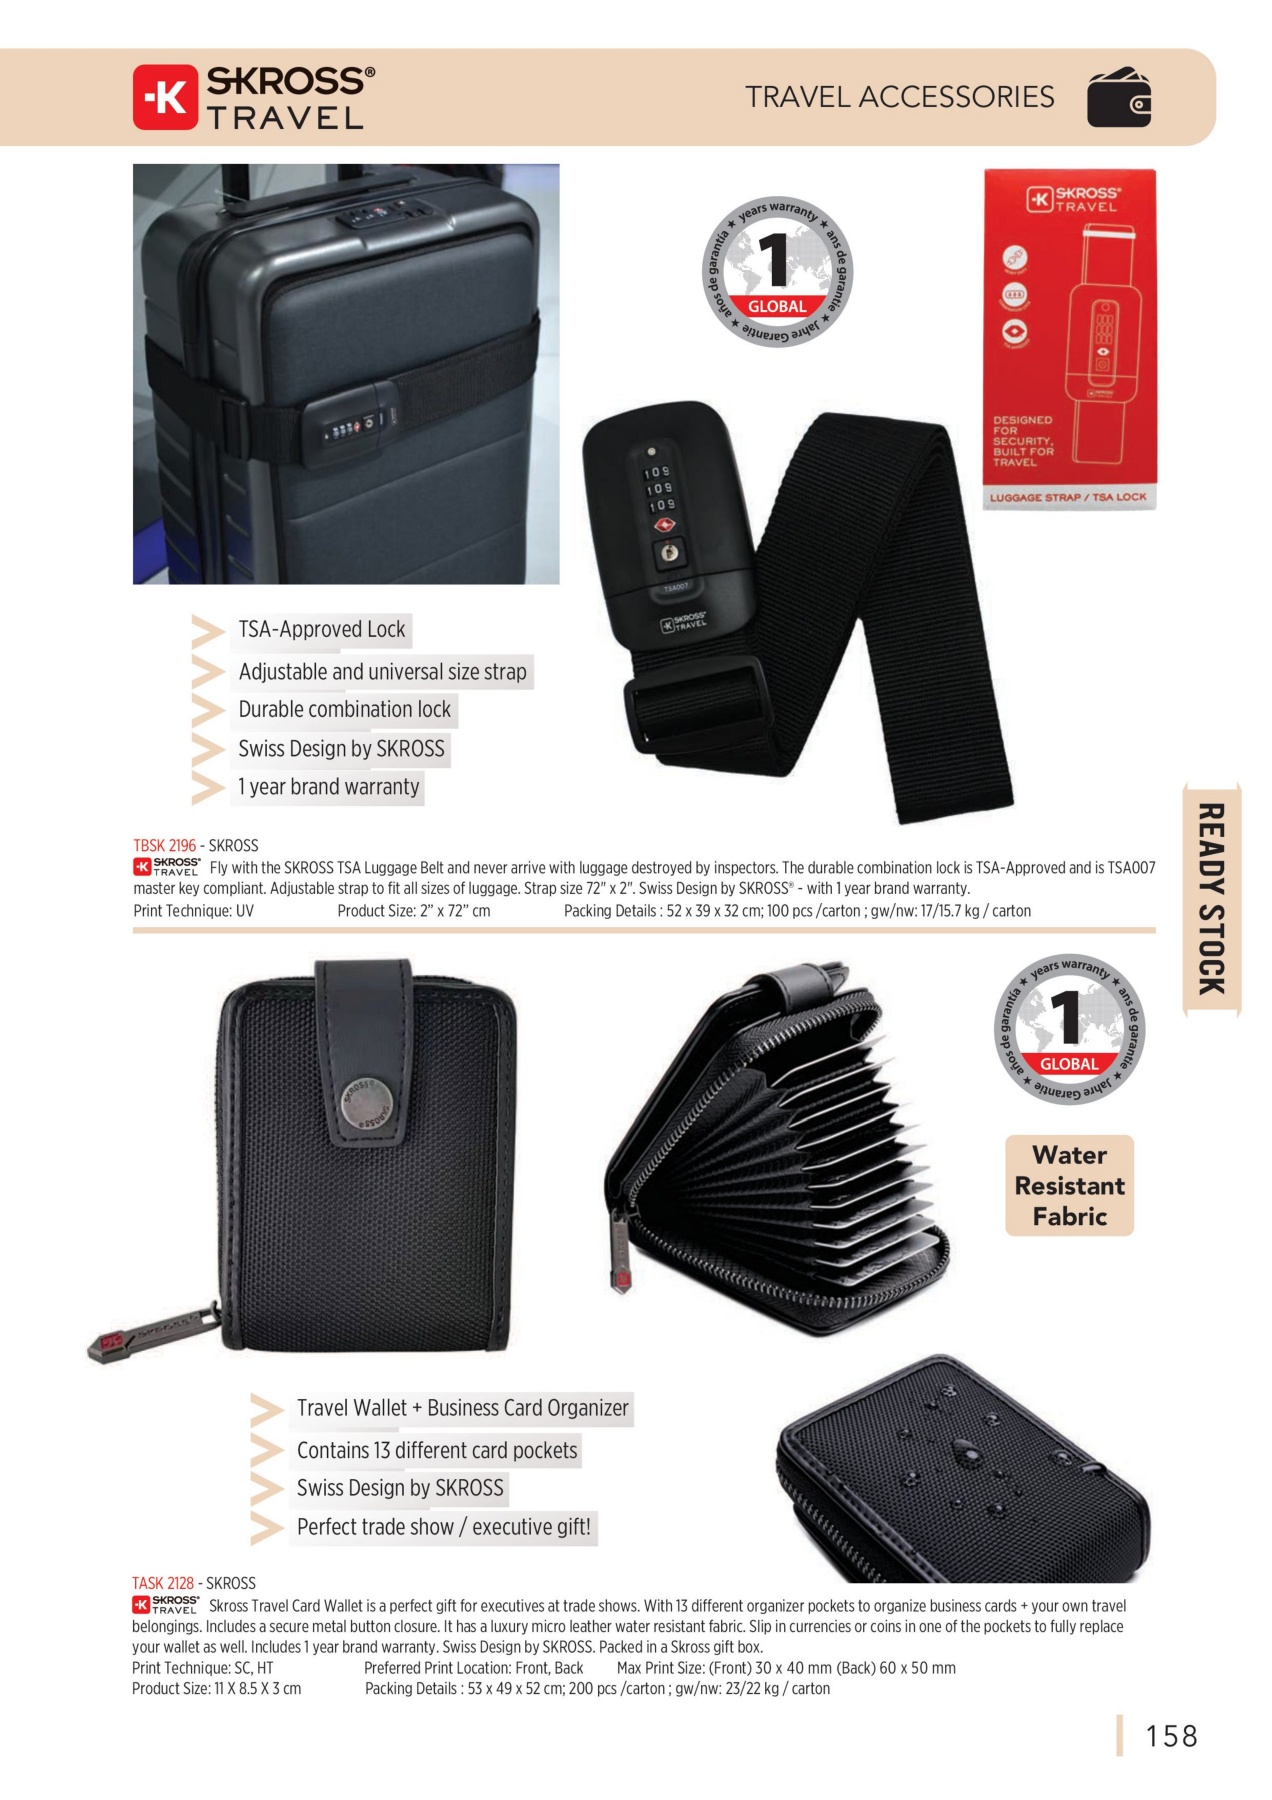 SKROSS®
TRAVEL
TRAVEL ACCESSORIES
years warranty ★ ans de garantie ★ Jahre Garantie ★ años de garantía ★
1
GLOBAL
SKROSS®
TRAVEL
DESIGNED
FOR
SECURITY,
BUILT FOR
TRAVEL
LUGGAGE STRAP / TSA LOCK
109
109
109
TSA007
SKROSS®
TRAVEL
TSA-Approved Lock
Adjustable and universal size strap
Durable combination lock
Swiss Design by SKROSS
1 year brand warranty
READY STOCK
TBSK 2196 - SKROSS
SKROSS® TRAVEL Fly with the SKROSS TSA Luggage Belt and never arrive with luggage destroyed by inspectors. The durable combination lock is TSA-Approved and is TSA007
master key compliant. Adjustable strap to fit all sizes of luggage. Strap size 72" x 2". Swiss Design by SKROSS® - with 1 year brand warranty.
Print Technique: UV Product Size: 2” x 72” cm Packing Details : 52 x 39 x 32 cm; 100 pcs /carton ; gw/nw: 17/15.7 kg / carton
years warranty ★ ans de garantie ★ Jahre Garantie ★ años de garantía ★
1
GLOBAL
SKROSS®
SKROSS®
SKROSS
Water
Resistant
Fabric
Travel Wallet + Business Card Organizer
Contains 13 different card pockets
Swiss Design by SKROSS
Perfect trade show / executive gift!
TASK 2128 - SKROSS
SKROSS® TRAVEL Skross Travel Card Wallet is a perfect gift for executives at trade shows. With 13 different organizer pockets to organize business cards + your own travel
belongings. Includes a secure metal button closure. It has a luxury micro leather water resistant fabric. Slip in currencies or coins in one of the pockets to fully replace
your wallet as well. Includes 1 year brand warranty. Swiss Design by SKROSS. Packed in a Skross gift box.
Print Technique: SC, HT Preferred Print Location: Front, Back Max Print Size: (Front) 30 x 40 mm (Back) 60 x 50 mm
Product Size: 11 X 8.5 X 3 cm Packing Details : 53 x 49 x 52 cm; 200 pcs /carton ; gw/nw: 23/22 kg / carton
158